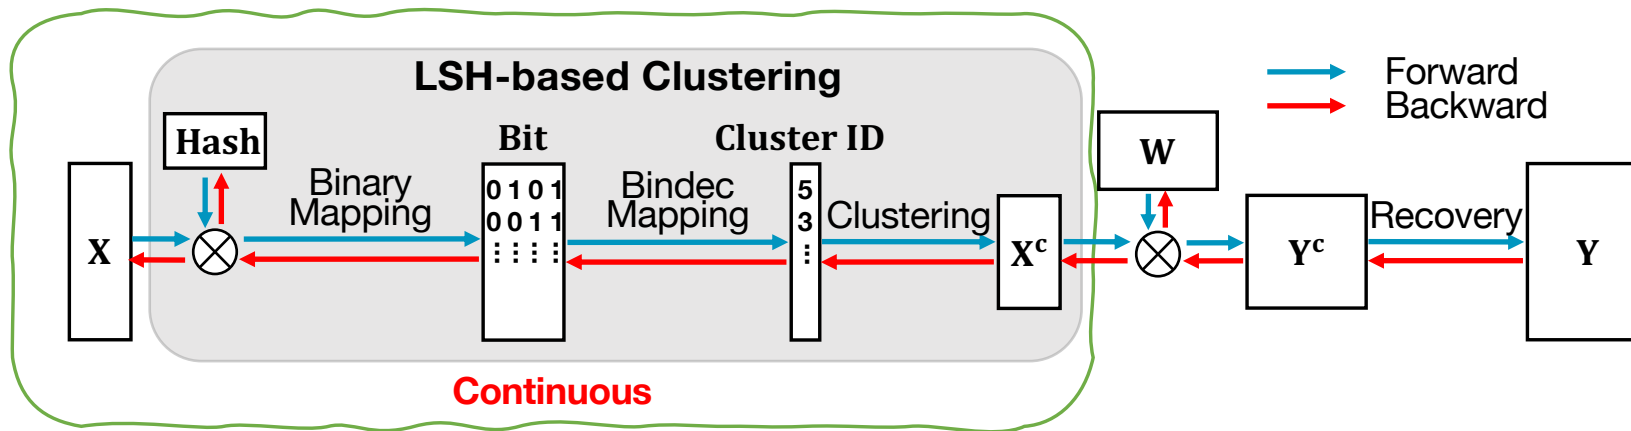 LSH-based Clustering
Forward
Backward
Hash
Bit
Cluster ID
W
X
Binary
Mapping
0 1 0 1
0 0 1 1
⋮ ⋮ ⋮ ⋮
Bindec
Mapping
5
3
⋮
Clustering
Xᶜ
Yᶜ
Recovery
Y
Continuous